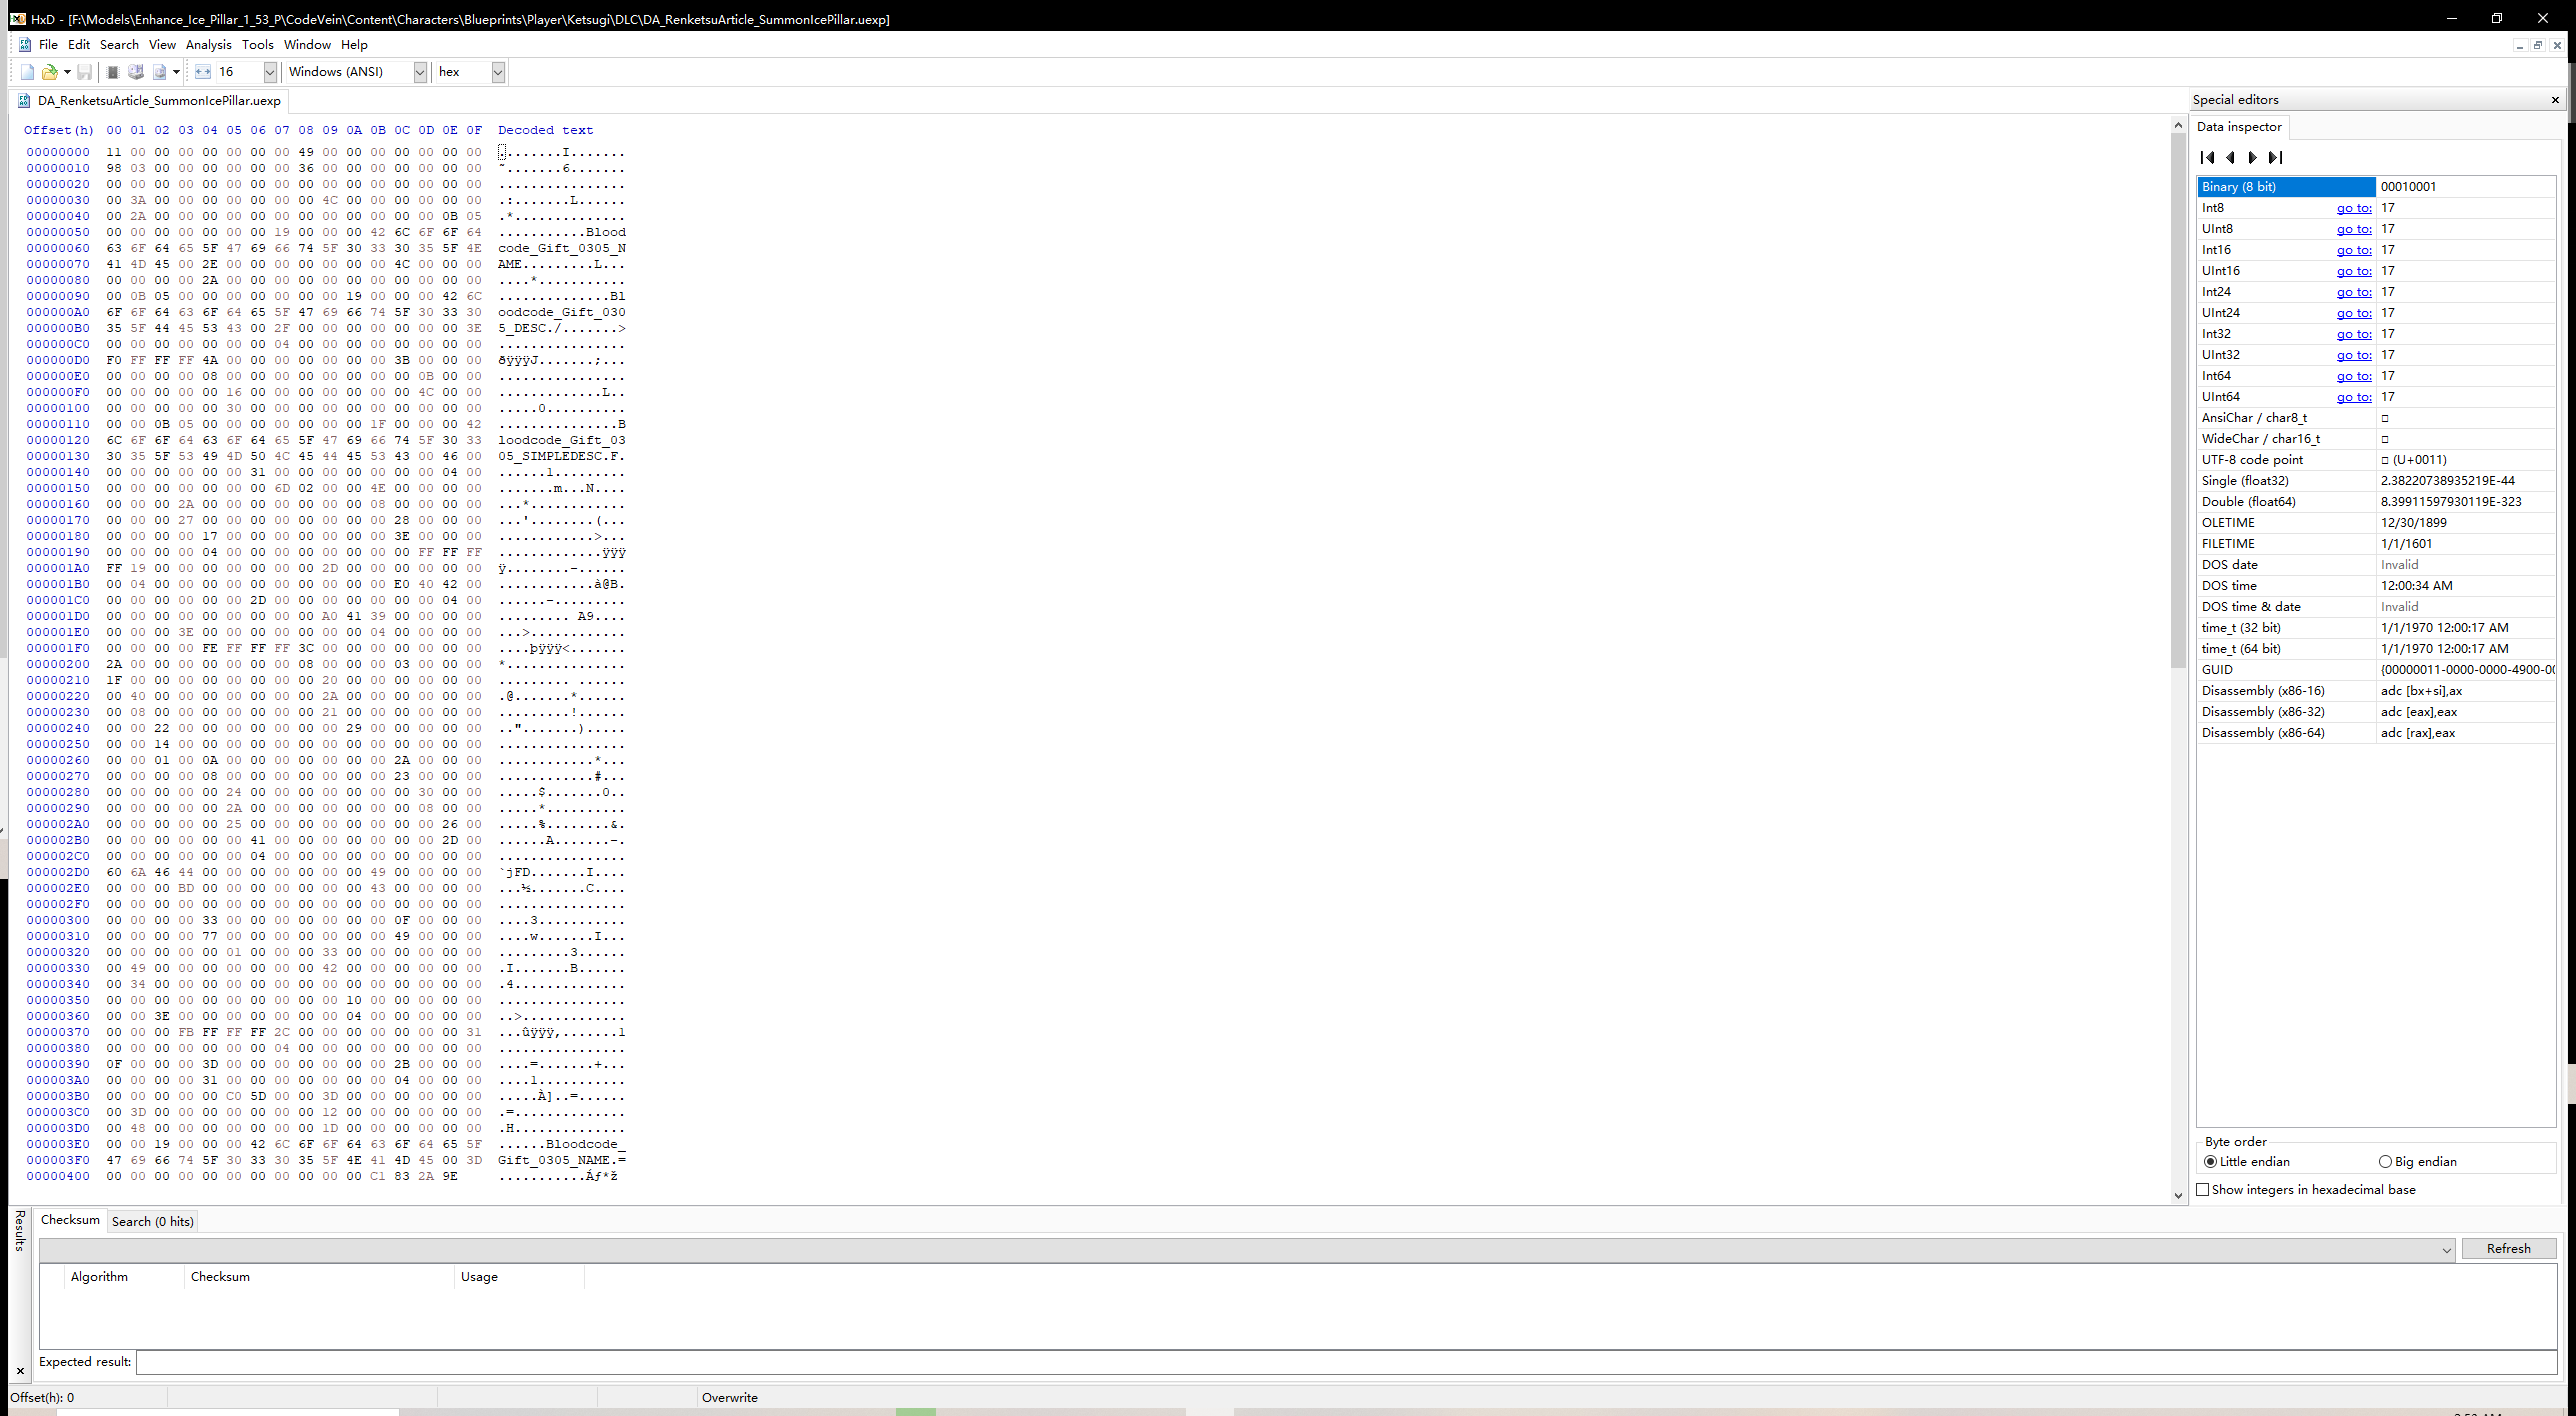 HxD - [F:\Models\Enhance_Ice_Pillar_1_53_P\CodeVein\Content\Characters\Blueprints\Player\Ketsugi\DLC\DA_RenketsuArticle_SummonIcePillar.uexp]
File Edit Search View Analysis Tools Window Help
16 Windows (ANSI) hex
DA_RenketsuArticle_SummonIcePillar.uexp
Offset(h) 00 01 02 03 04 05 06 07 08 09 0A 0B 0C 0D 0E 0F Decoded text
00000000 11 00 00 00 00 00 00 00 49 00 00 00 00 00 00 00 ........I.......
00000010 98 03 00 00 00 00 00 00 36 00 00 00 00 00 00 00 ˜.......6.......
00000020 00 00 00 00 00 00 00 00 00 00 00 00 00 00 00 00 ................
00000030 00 3A 00 00 00 00 00 00 00 4C 00 00 00 00 00 00 .:.......L......
00000040 00 2A 00 00 00 00 00 00 00 00 00 00 00 00 0B 05 .*..............
00000050 00 00 00 00 00 00 00 19 00 00 00 42 6C 6F 6F 64 ...........Blood
00000060 63 6F 64 65 5F 47 69 66 74 5F 30 33 30 35 5F 4E code_Gift_0305_N
00000070 41 4D 45 00 2E 00 00 00 00 00 00 00 4C 00 00 00 AME.........L...
00000080 00 00 00 00 2A 00 00 00 00 00 00 00 00 00 00 00 ....*...........
00000090 00 0B 05 00 00 00 00 00 00 00 19 00 00 00 42 6C ..............Bl
000000A0 6F 6F 64 63 6F 64 65 5F 47 69 66 74 5F 30 33 30 oodcode_Gift_030
000000B0 35 5F 44 45 53 43 00 2F 00 00 00 00 00 00 00 3E 5_DESC./.......>
000000C0 00 00 00 00 00 00 00 04 00 00 00 00 00 00 00 00 ................
000000D0 F0 FF FF FF 4A 00 00 00 00 00 00 00 3B 00 00 00 ðÿÿÿJ.......;...
000000E0 00 00 00 00 08 00 00 00 00 00 00 00 00 0B 00 00 ................
000000F0 00 00 00 00 00 16 00 00 00 00 00 00 00 4C 00 00 .............L..
00000100 00 00 00 00 00 30 00 00 00 00 00 00 00 00 00 00 .....0..........
00000110 00 00 0B 05 00 00 00 00 00 00 00 1F 00 00 00 42 ...............B
00000120 6C 6F 6F 64 63 6F 64 65 5F 47 69 66 74 5F 30 33 loodcode_Gift_03
00000130 30 35 5F 53 49 4D 50 4C 45 44 45 53 43 00 46 00 05_SIMPLEDESC.F.
00000140 00 00 00 00 00 00 31 00 00 00 00 00 00 00 04 00 ......1.........
00000150 00 00 00 00 00 00 00 6D 02 00 00 4E 00 00 00 00 .......m...N....
00000160 00 00 00 2A 00 00 00 00 00 00 00 08 00 00 00 00 ...*............
00000170 00 00 00 27 00 00 00 00 00 00 00 00 28 00 00 00 ...'........(...
00000180 00 00 00 00 17 00 00 00 00 00 00 00 3E 00 00 00 ............>...
00000190 00 00 00 00 04 00 00 00 00 00 00 00 00 FF FF FF .............ÿÿÿ
000001A0 FF 19 00 00 00 00 00 00 00 2D 00 00 00 00 00 00 ÿ........-......
000001B0 00 04 00 00 00 00 00 00 00 00 00 00 E0 40 42 00 ............à@B.
000001C0 00 00 00 00 00 00 2D 00 00 00 00 00 00 00 04 00 ......-.........
000001D0 00 00 00 00 00 00 00 00 00 A0 41 39 00 00 00 00 ......... A9....
000001E0 00 00 00 3E 00 00 00 00 00 00 00 04 00 00 00 00 ...>............
000001F0 00 00 00 00 FE FF FF FF 3C 00 00 00 00 00 00 00 ....þÿÿÿ<.......
00000200 2A 00 00 00 00 00 00 00 08 00 00 00 03 00 00 00 *...............
00000210 1F 00 00 00 00 00 00 00 00 20 00 00 00 00 00 00 ......... ......
00000220 00 40 00 00 00 00 00 00 00 2A 00 00 00 00 00 00 .@.......*......
00000230 00 08 00 00 00 00 00 00 00 21 00 00 00 00 00 00 .........!......
00000240 00 00 22 00 00 00 00 00 00 00 29 00 00 00 00 00 ..".......).....
00000250 00 00 14 00 00 00 00 00 00 00 00 00 00 00 00 00 ................
00000260 00 00 01 00 0A 00 00 00 00 00 00 00 2A 00 00 00 ............*...
00000270 00 00 00 00 08 00 00 00 00 00 00 00 23 00 00 00 ............#...
00000280 00 00 00 00 00 24 00 00 00 00 00 00 00 30 00 00 .....$.......0..
00000290 00 00 00 00 00 2A 00 00 00 00 00 00 00 08 00 00 .....*..........
000002A0 00 00 00 00 00 25 00 00 00 00 00 00 00 00 26 00 .....%........&.
000002B0 00 00 00 00 00 00 41 00 00 00 00 00 00 00 2D 00 ......A.......-.
000002C0 00 00 00 00 00 00 04 00 00 00 00 00 00 00 00 00 ................
000002D0 60 6A 46 44 00 00 00 00 00 00 00 49 00 00 00 00 `jFD.......I....
000002E0 00 00 00 BD 00 00 00 00 00 00 00 43 00 00 00 00 ...½.......C....
000002F0 00 00 00 00 00 00 00 00 00 00 00 00 00 00 00 00 ................
00000300 00 00 00 00 33 00 00 00 00 00 00 00 0F 00 00 00 ....3...........
00000310 00 00 00 00 77 00 00 00 00 00 00 00 49 00 00 00 ....w.......I...
00000320 00 00 00 00 00 01 00 00 00 33 00 00 00 00 00 00 .........3......
00000330 00 49 00 00 00 00 00 00 00 42 00 00 00 00 00 00 .I.......B......
00000340 00 34 00 00 00 00 00 00 00 00 00 00 00 00 00 00 .4..............
00000350 00 00 00 00 00 00 00 00 00 00 10 00 00 00 00 00 ................
00000360 00 00 3E 00 00 00 00 00 00 00 04 00 00 00 00 00 ..>.............
00000370 00 00 00 FB FF FF FF 2C 00 00 00 00 00 00 00 31 ...ûÿÿÿ,.......1
00000380 00 00 00 00 00 00 00 04 00 00 00 00 00 00 00 00 ................
00000390 0F 00 00 00 3D 00 00 00 00 00 00 00 2B 00 00 00 ....=.......+...
000003A0 00 00 00 00 31 00 00 00 00 00 00 00 04 00 00 00 ....1...........
000003B0 00 00 00 00 00 C0 5D 00 00 3D 00 00 00 00 00 00 .....À]..=......
000003C0 00 3D 00 00 00 00 00 00 00 12 00 00 00 00 00 00 .=..............
000003D0 00 48 00 00 00 00 00 00 00 1D 00 00 00 00 00 00 .H..............
000003E0 00 00 19 00 00 00 42 6C 6F 6F 64 63 6F 64 65 5F ......Bloodcode_
000003F0 47 69 66 74 5F 30 33 30 35 5F 4E 41 4D 45 00 3D Gift_0305_NAME.=
00000400 00 00 00 00 00 00 00 00 00 00 00 C1 83 2A 9E ...........Áƒ*ž
Special editors
Data inspector
Binary (8 bit) 00010001
Int8 go to: 17
UInt8 go to: 17
Int16 go to: 17
UInt16 go to: 17
Int24 go to: 17
UInt24 go to: 17
Int32 go to: 17
UInt32 go to: 17
Int64 go to: 17
UInt64 go to: 17
AnsiChar / char8_t □
WideChar / char16_t □
UTF-8 code point □ (U+0011)
Single (float32) 2.38220738935219E-44
Double (float64) 8.39911597930119E-323
OLETIME 12/30/1899
FILETIME 1/1/1601
DOS date Invalid
DOS time 12:00:34 AM
DOS time & date Invalid
time_t (32 bit) 1/1/1970 12:00:17 AM
time_t (64 bit) 1/1/1970 12:00:17 AM
GUID {00000011-0000-0000-4900-00
Disassembly (x86-16) adc [bx+si],ax
Disassembly (x86-32) adc [eax],eax
Disassembly (x86-64) adc [rax],eax
Byte order
Little endian Big endian
Show integers in hexadecimal base
Results
Checksum Search (0 hits)
Refresh
Algorithm Checksum Usage
Expected result:
Offset(h): 0 Overwrite